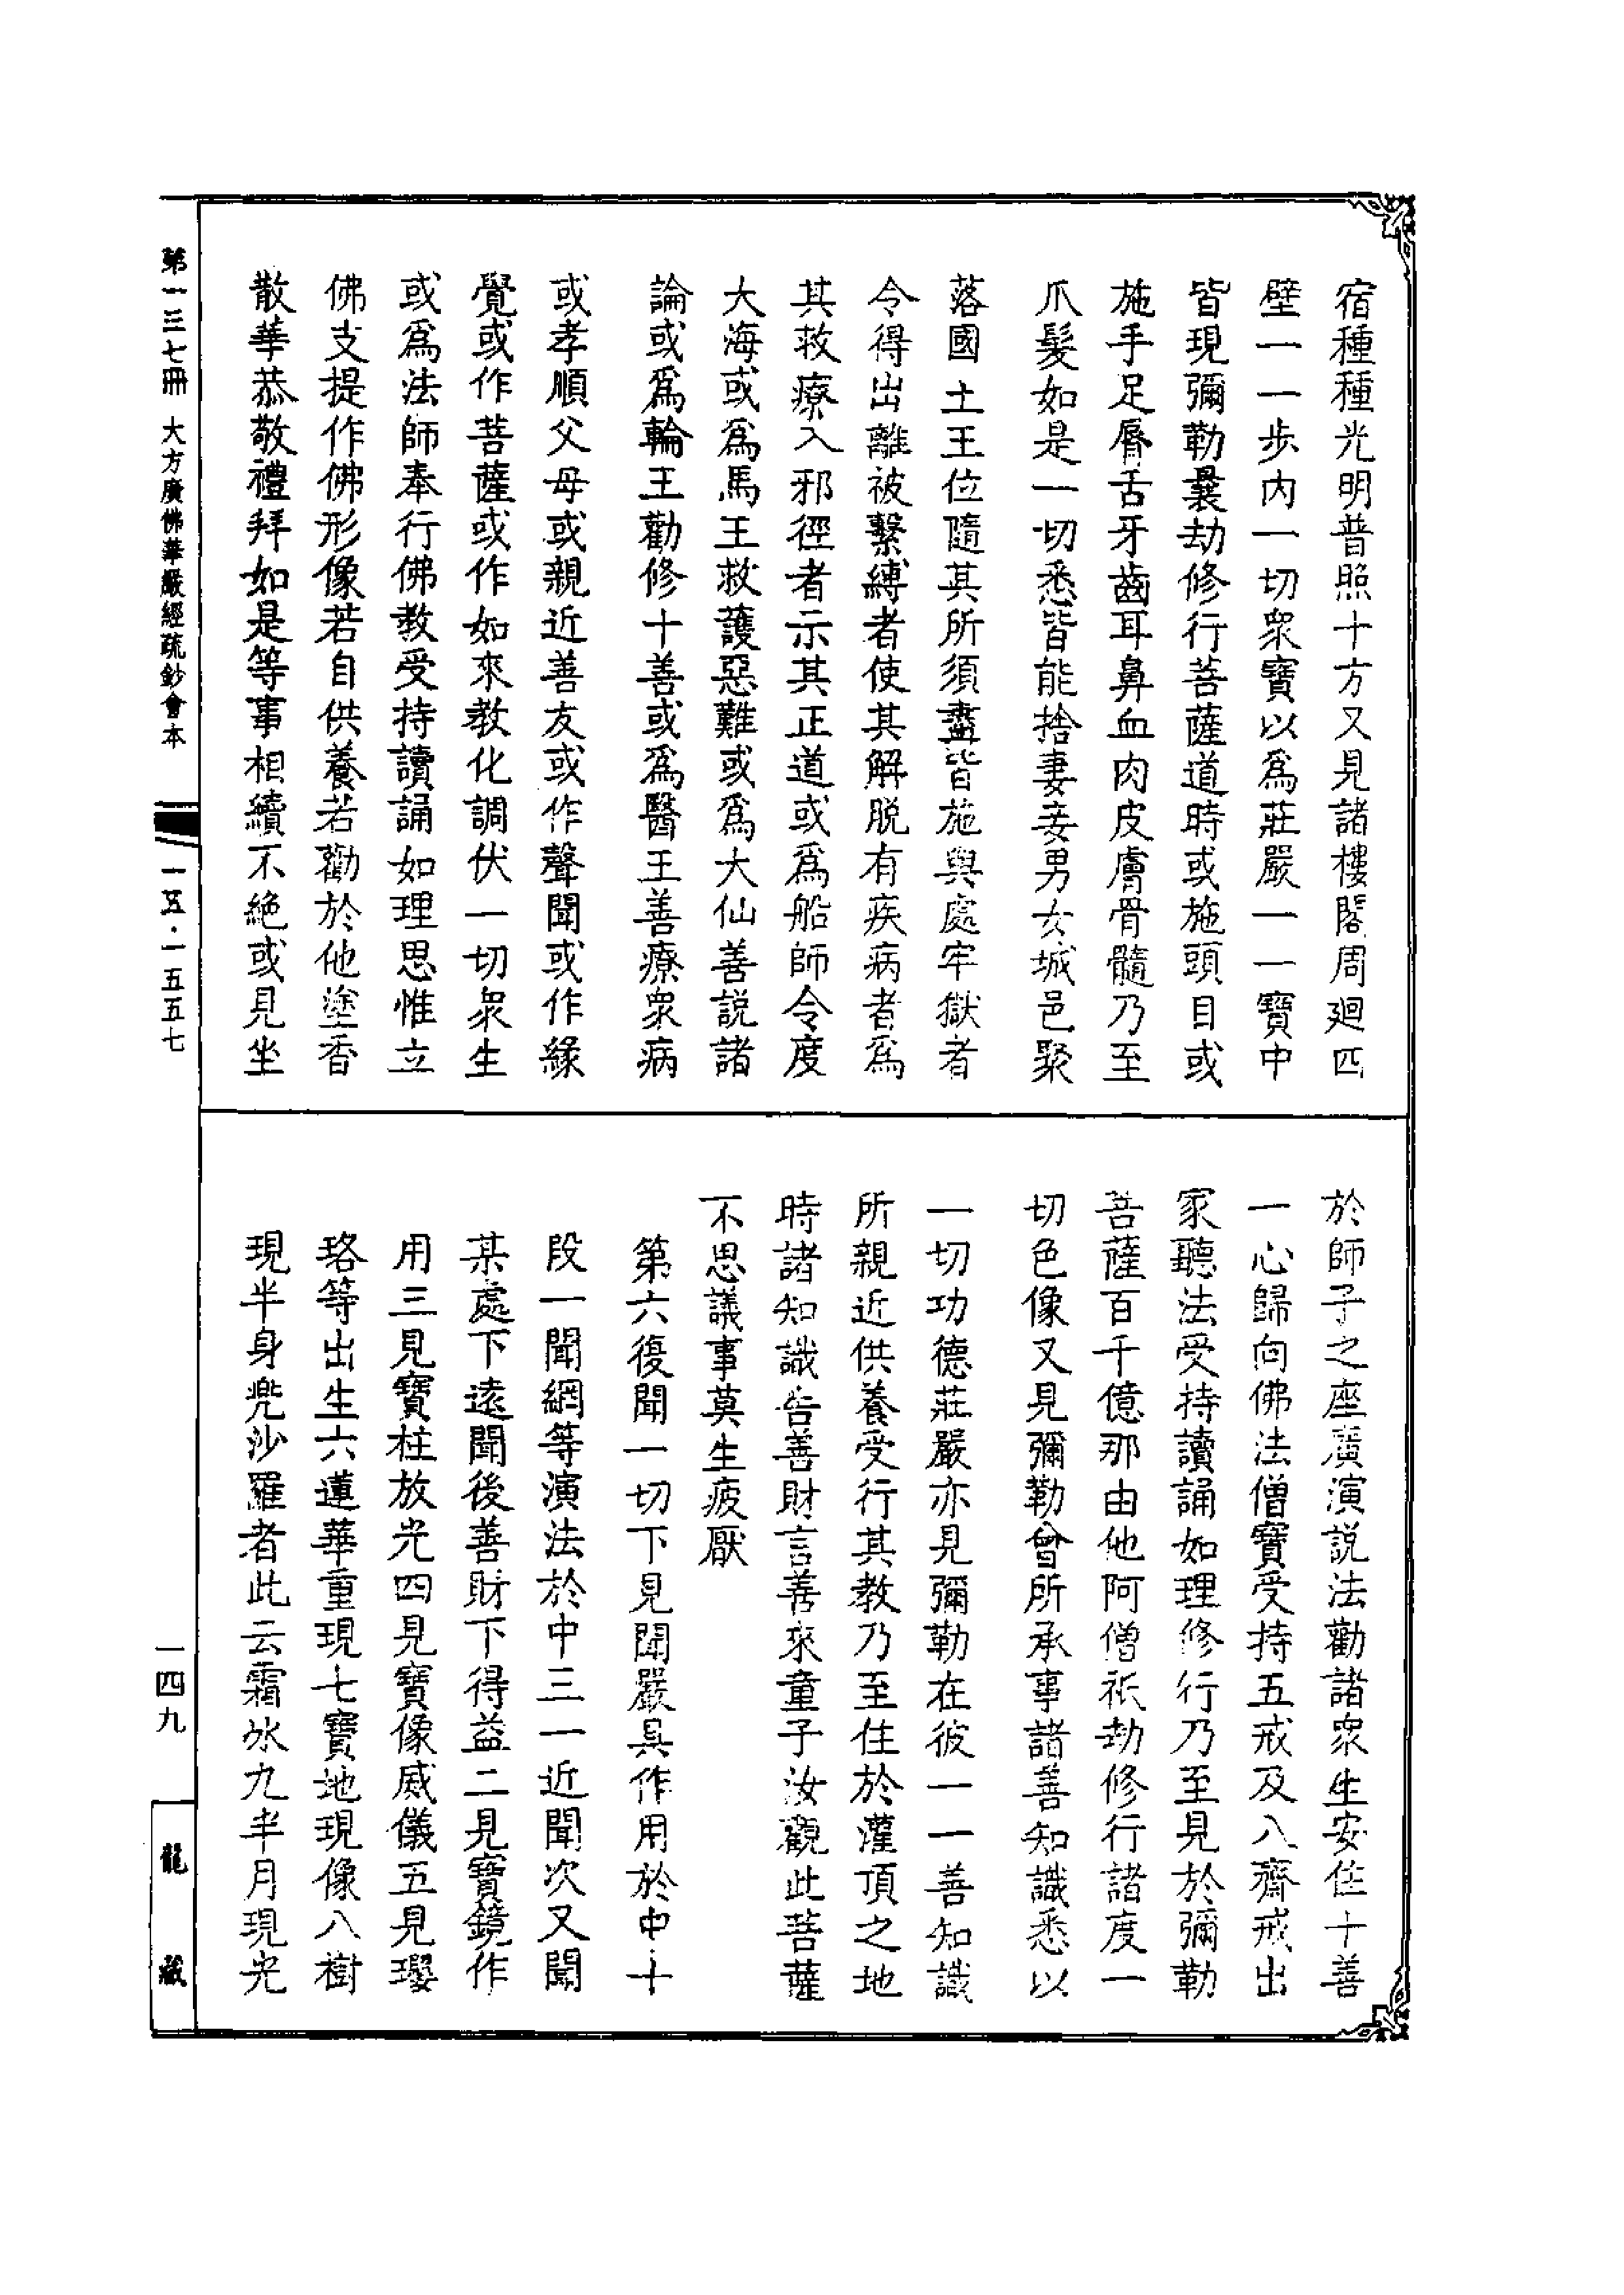 宿種種光明普照十方又見諸樓閣周迴四
壁一一步内一切衆寶以爲莊嚴一一寶中
皆現彌勒曩劫修行菩薩道時或施頭目或
施手足脣舌牙齒耳鼻血肉皮膚骨髓乃至
爪髮如是一切悉皆能捨妻妾男女城邑聚
落國土王位隨其所須盡皆施與處牢獄者
令得出離被繫縛者使其解脱有疾病者爲
其救療入邪徑者示其正道或爲船師令度
大海或爲馬王救護惡難或爲大仙善説諸
論或爲輪王勸修十善或爲醫王善療衆病
或孝順父母或親近善友或作聲聞或作緣
覺或作菩薩或作如來教化調伏一切衆生
或爲法師奉行佛教受持讀誦如理思惟立
佛支提作佛形像若自供養若勸於他塗香
散華恭敬禮拜如是等事相續不絶或見坐
於師子之座廣演説法勸諸衆生安住十善
一心歸向佛法僧寶受持五戒及八齋戒出
家聽法受持讀誦如理修行乃至見於彌勒
菩薩百千億那由他阿僧祇劫修行諸度一
切色像又見彌勒曾所承事諸善知識悉以
一切功德莊嚴亦見彌勒在彼一一善知識
所親近供養受行其教乃至住於灌頂之地
時諸知識告善財言善來童子汝觀此菩薩
不思議事莫生疲厭
第六復聞一切下見聞嚴具作用於中十
段一聞網等演法於中三一近聞次又聞
某處下遠聞後善財下得益二見寶鏡作
用三見寶柱放光四見寶像威儀五見瓔
珞等出生六蓮華重現七寶地現像八樹
現半身兠沙羅者此云霜冰九半月現光
第一三七冊 大方廣佛華嚴經疏鈔會本
一五·一五五七
一四九
龍藏